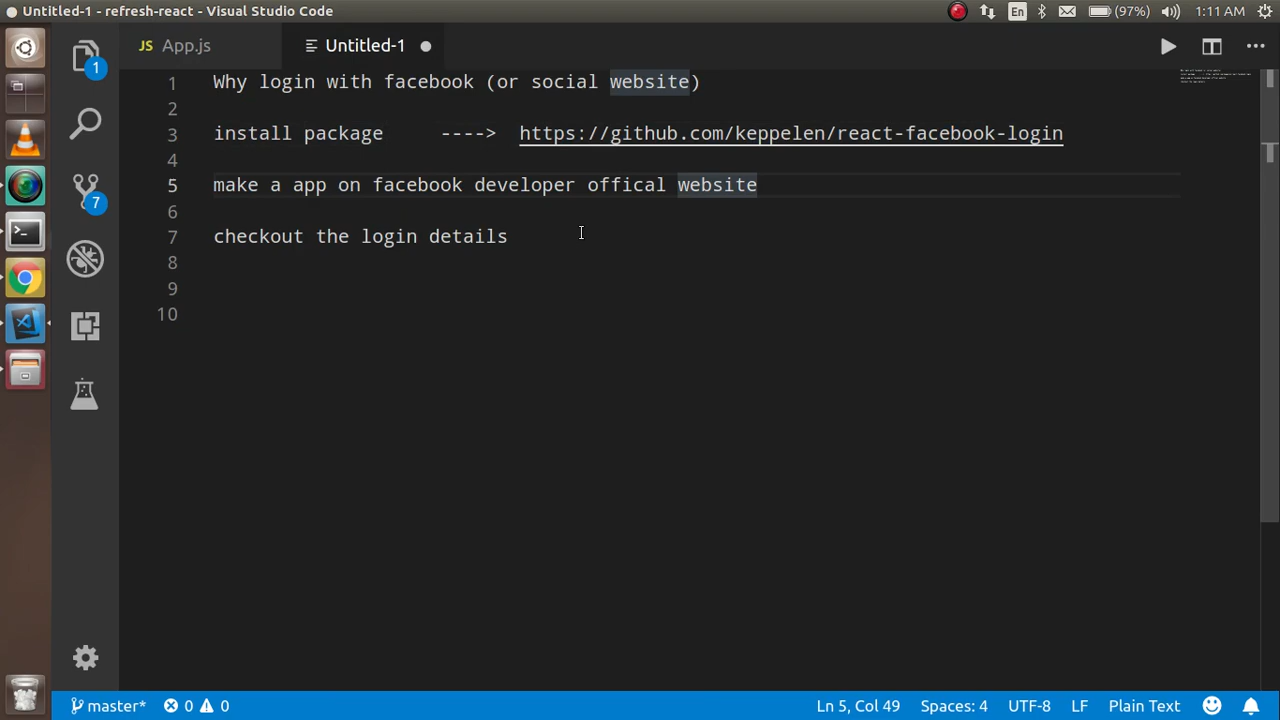 Untitled-1 - refresh-react - Visual Studio Code
En
(97%)
1:11 AM
1
JS App.js
Untitled-1
1 Why login with facebook (or social website)
2
3 install package ----> https://github.com/keppelen/react-facebook-login
4
5 make a app on facebook developer offical website
6
7 checkout the login details
8
9
10
7
master*
0
0
Ln 5, Col 49
Spaces: 4
UTF-8
LF
Plain Text